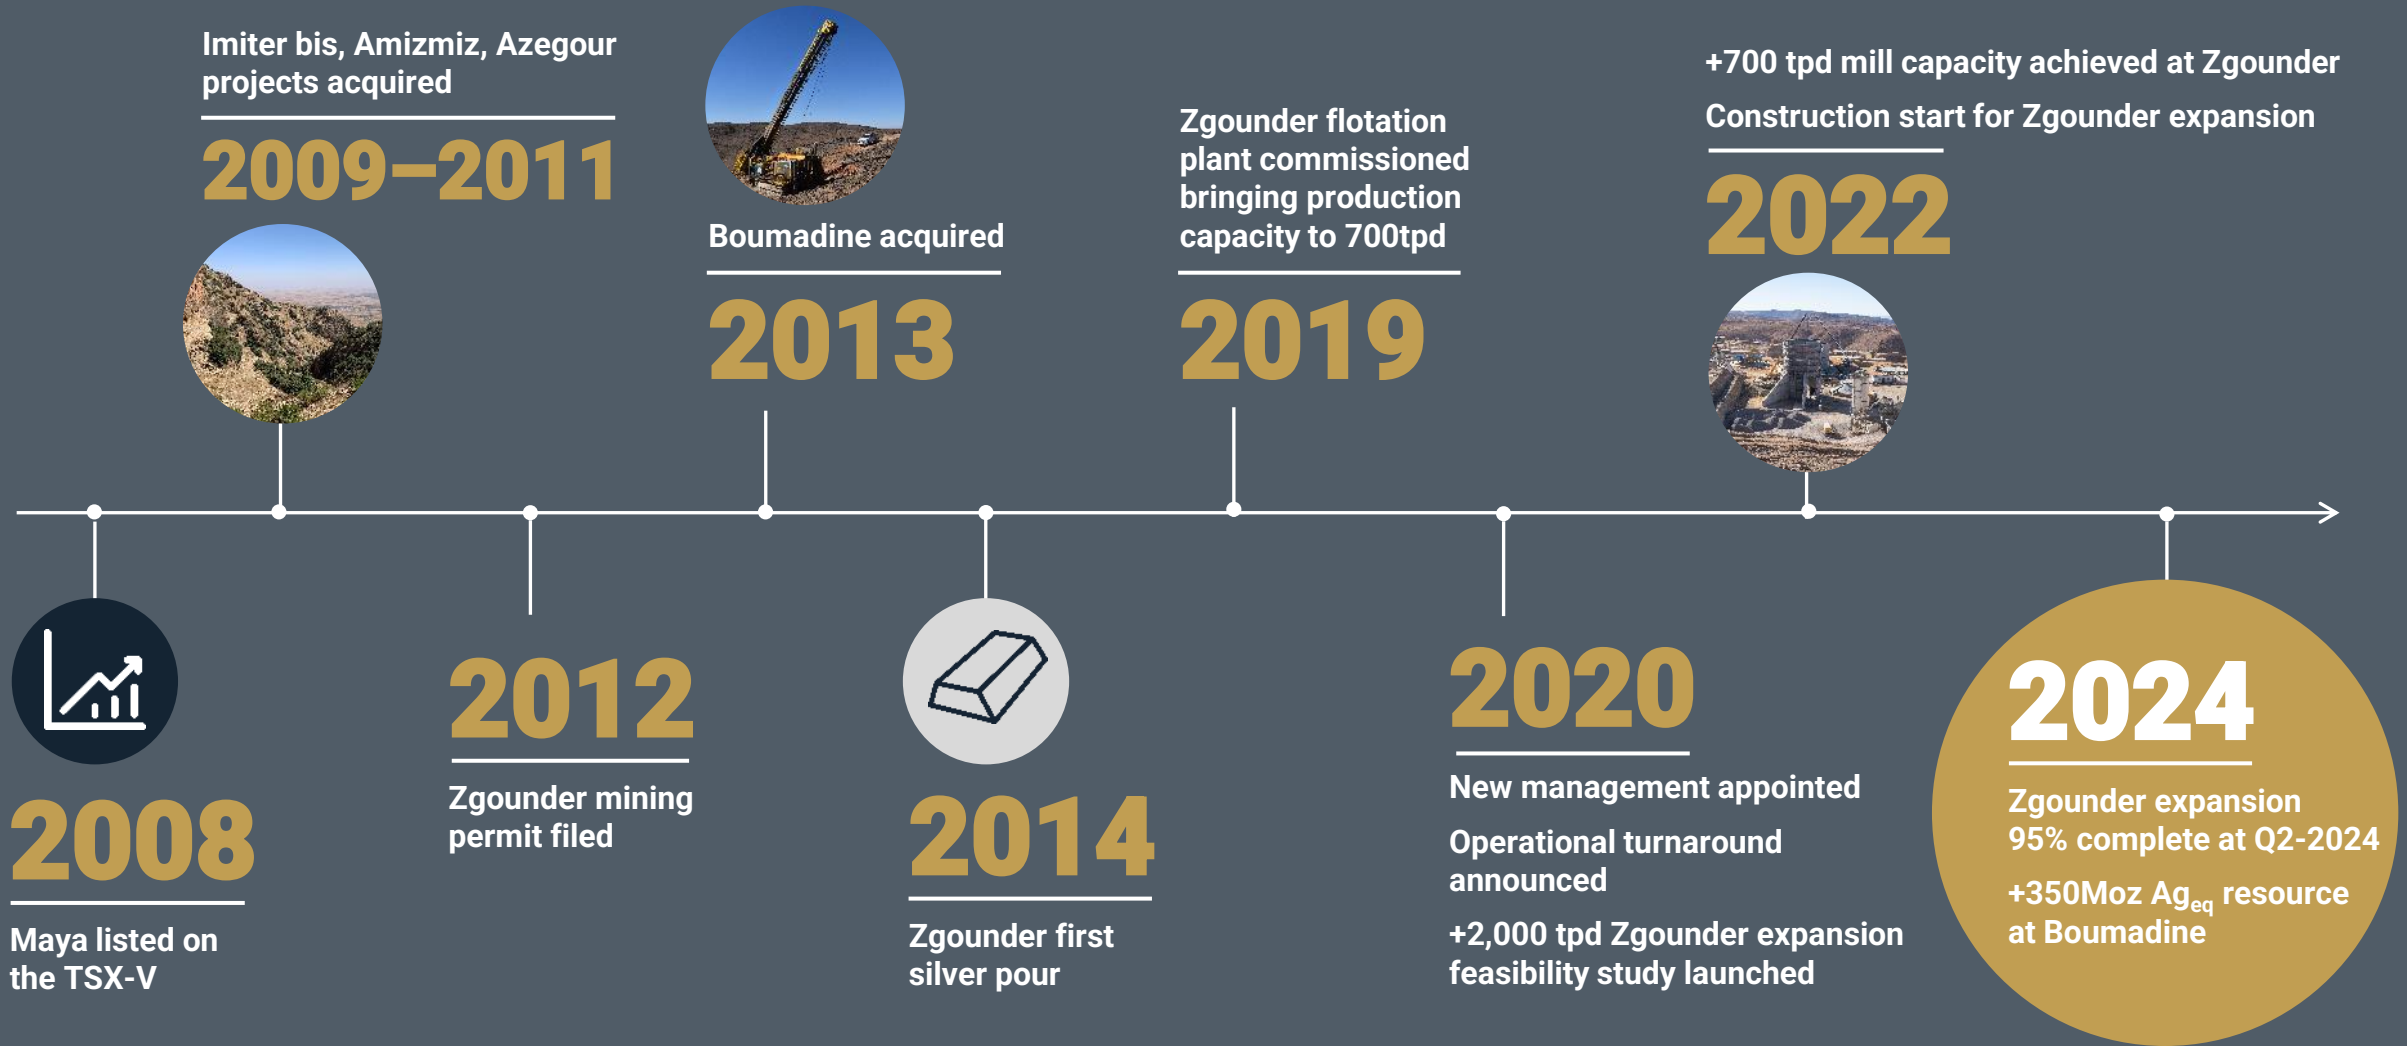 Imiter bis, Amizmiz, Azegour
projects acquired
2009–2011
Boumadine acquired
2013
Zgounder flotation
plant commissioned
bringing production
capacity to 700tpd
2019
+700 tpd mill capacity achieved at Zgounder
Construction start for Zgounder expansion
2022
2008
Maya listed on
the TSX-V
2012
Zgounder mining
permit filed
2014
Zgounder first
silver pour
2020
New management appointed
Operational turnaround
announced
+2,000 tpd Zgounder expansion
feasibility study launched
2024
Zgounder expansion
95% complete at Q2-2024
+350Moz Ageq resource
at Boumadine